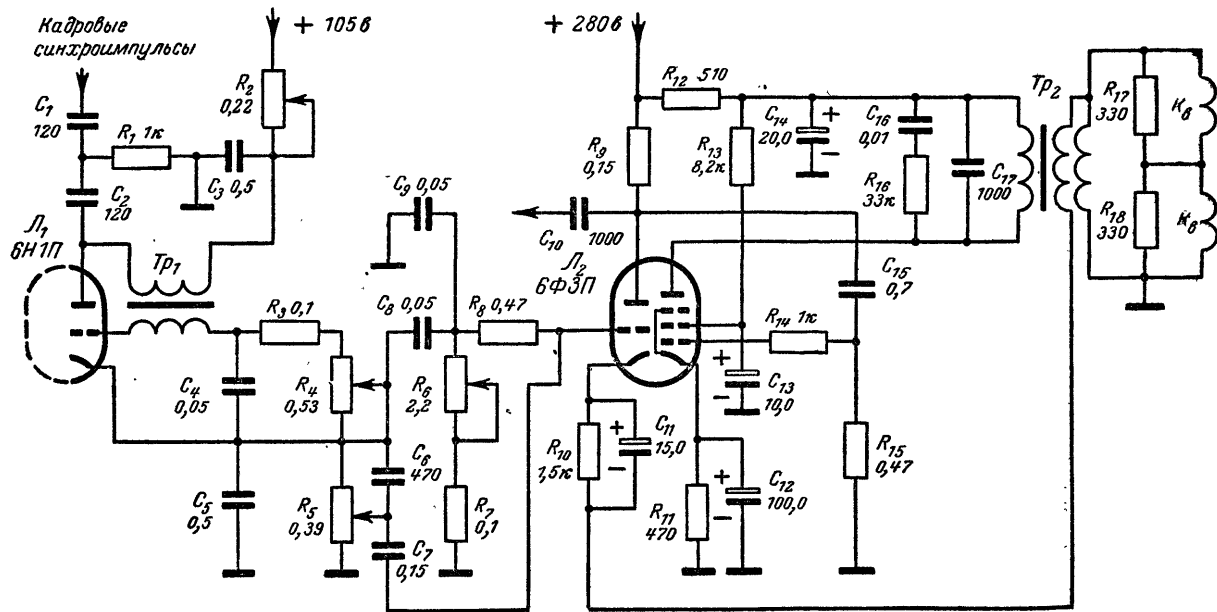 Кадровые
синхроимпульсы
+ 105 в
+ 280 в
C1
120
R1 1к
R2
0,22
C3 0,5
C2
120
Л1
6Н1П
Тр1
R3 0,1
C4
0,05
R4
0,53
C5
0,5
R5
0,39
C6
470
C7
0,15
C8 0,05
C9 0,05
R6
2,2
R7
0,1
R8 0,47
C10
1000
Л2
6Ф3П
R9
0,15
R12 510
R13
8,2к
C14
20,0
+
−
C16
0,01
R16
33к
C17
1000
Тр2
R17
330
R18
330
Кв
Кв
C15
0,7
R14 1к
R15
0,47
+
−
C13
10,0
R10
1,5к
+
−
C11
15,0
R11
470
+
−
C12
100,0